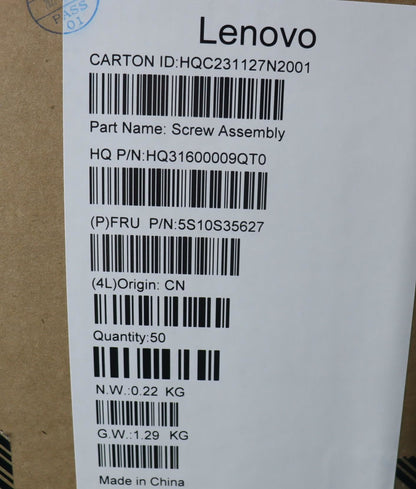 PASS
01
Lenovo
CARTON ID:HQC231127N2001
Part Name: Screw Assembly
HQ P/N:HQ31600009QT0
(P)FRU P/N:5S10S35627
(4L)Origin: CN
Quantity:50
N.W.:0.22 KG
G.W.:1.29 KG
Made in China